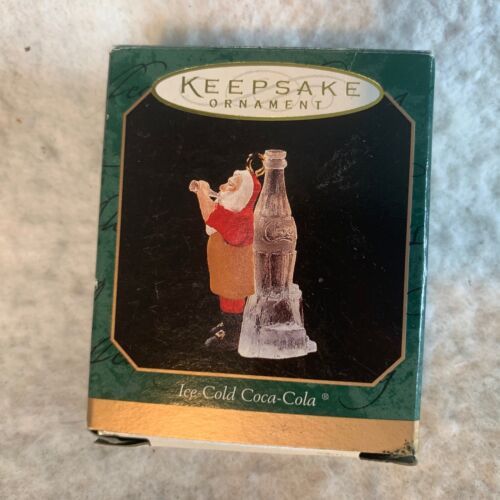 KEEPSAKE
ORNAMENT
Ice-Cold Coca-Cola ®